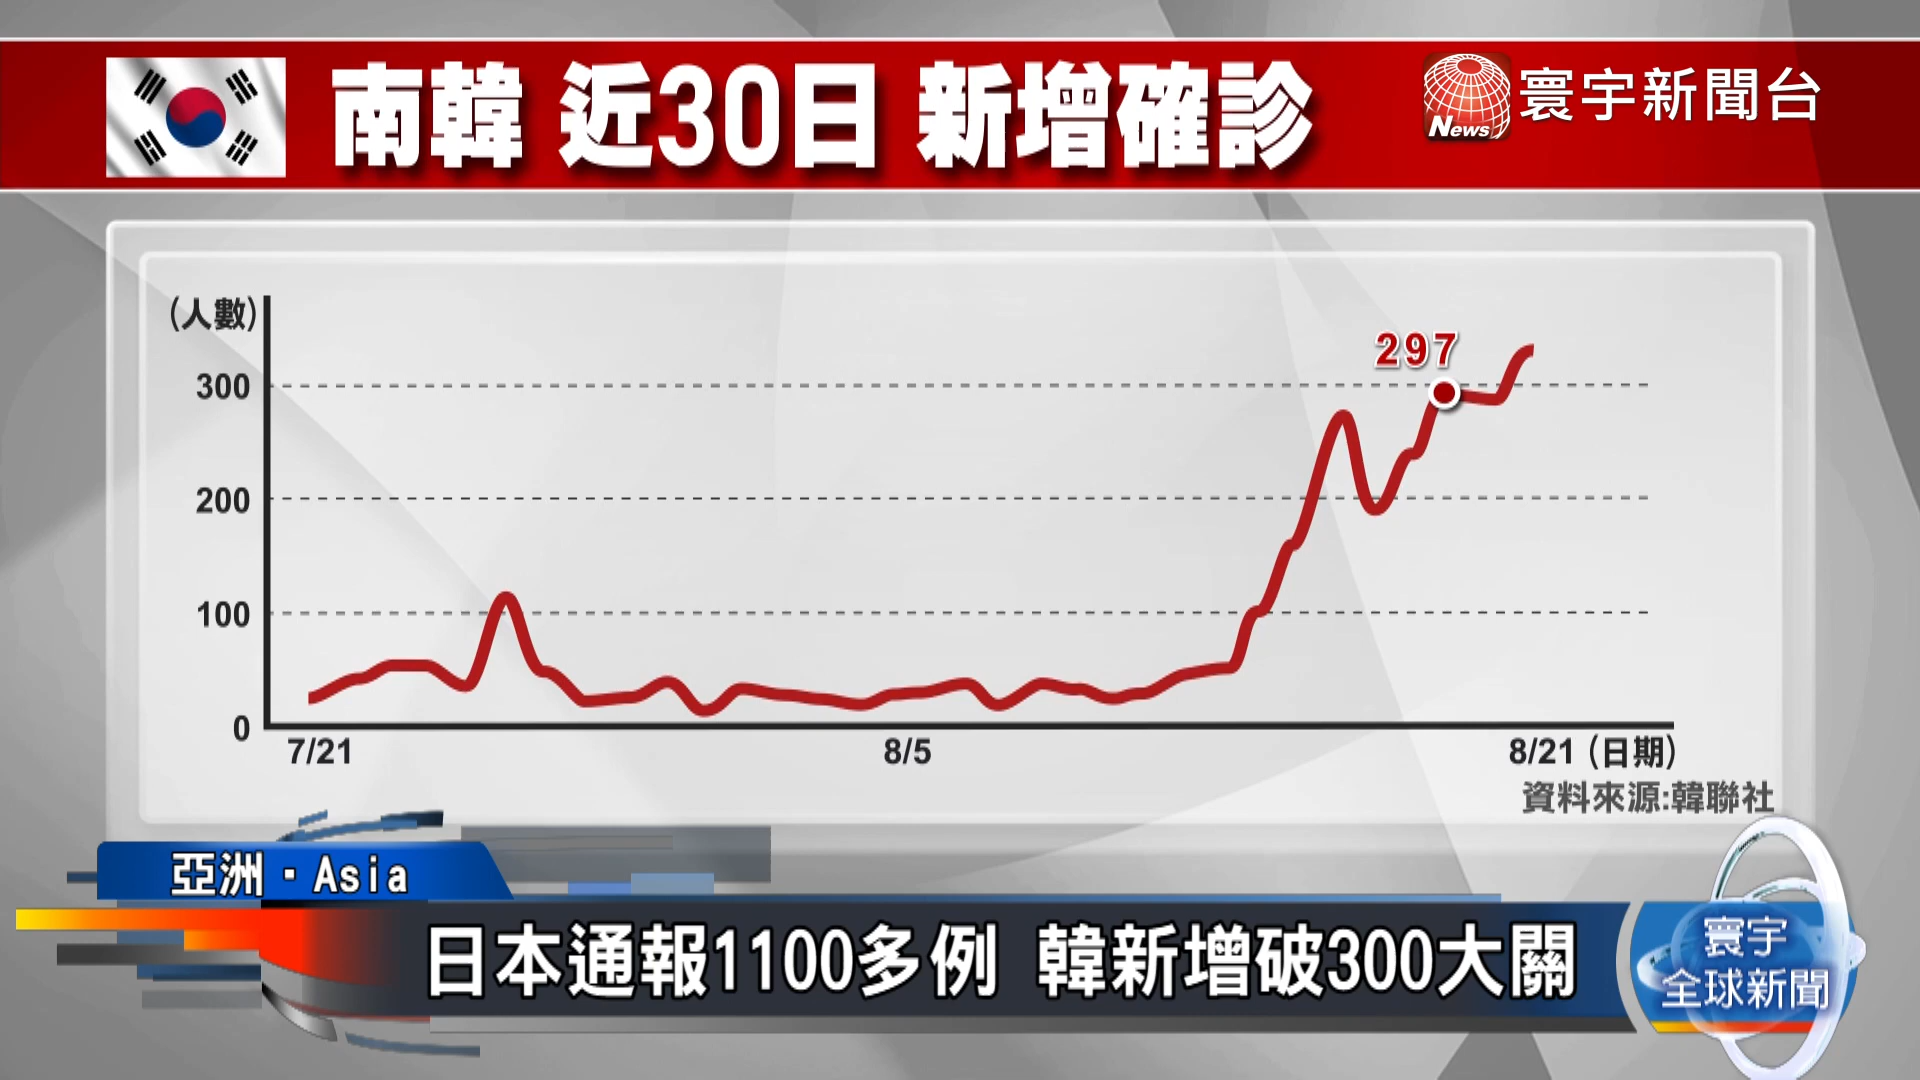 南韓 近30日 新增確診
News 寰宇新聞台
(人數)
297
300
200
100
0
7/21 8/5 8/21 (日期)
資料來源:韓聯社
亞洲·Asia
日本通報1100多例 韓新增破300大關
寰宇
全球新聞